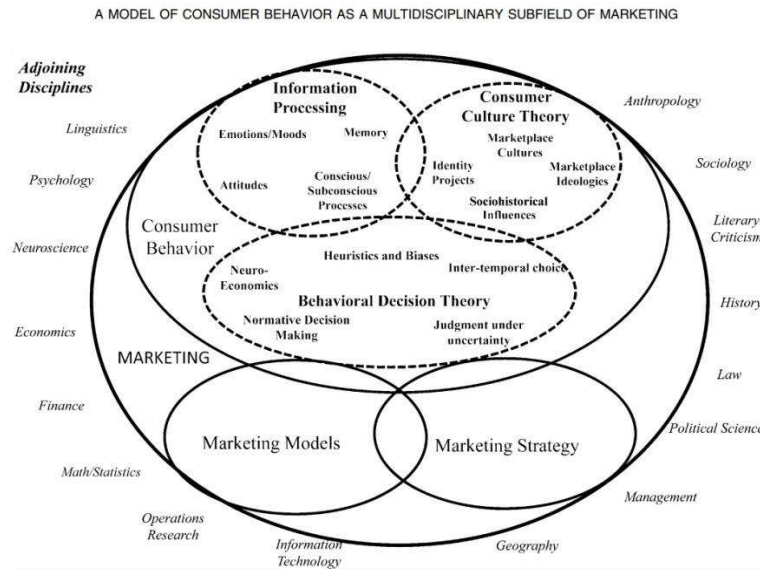 A MODEL OF CONSUMER BEHAVIOR AS A MULTIDISCIPLINARY SUBFIELD OF MARKETING
Adjoining
Disciplines
Linguistics
Psychology
Neuroscience
Economics
Finance
Math/Statistics
Operations
Research
Information
Technology
Geography
Management
Political Science
Law
History
Literary
Criticism
Sociology
Anthropology
Information
Processing
Emotions/Moods
Memory
Attitudes
Conscious/
Subconscious
Processes
Consumer
Culture Theory
Marketplace
Cultures
Identity
Projects
Marketplace
Ideologies
Sociohistorical
Influences
Consumer
Behavior
Heuristics and Biases
Neuro-
Economics
Inter-temporal choice
Behavioral Decision Theory
Normative Decision
Making
Judgment under
uncertainty
MARKETING
Marketing Models
Marketing Strategy